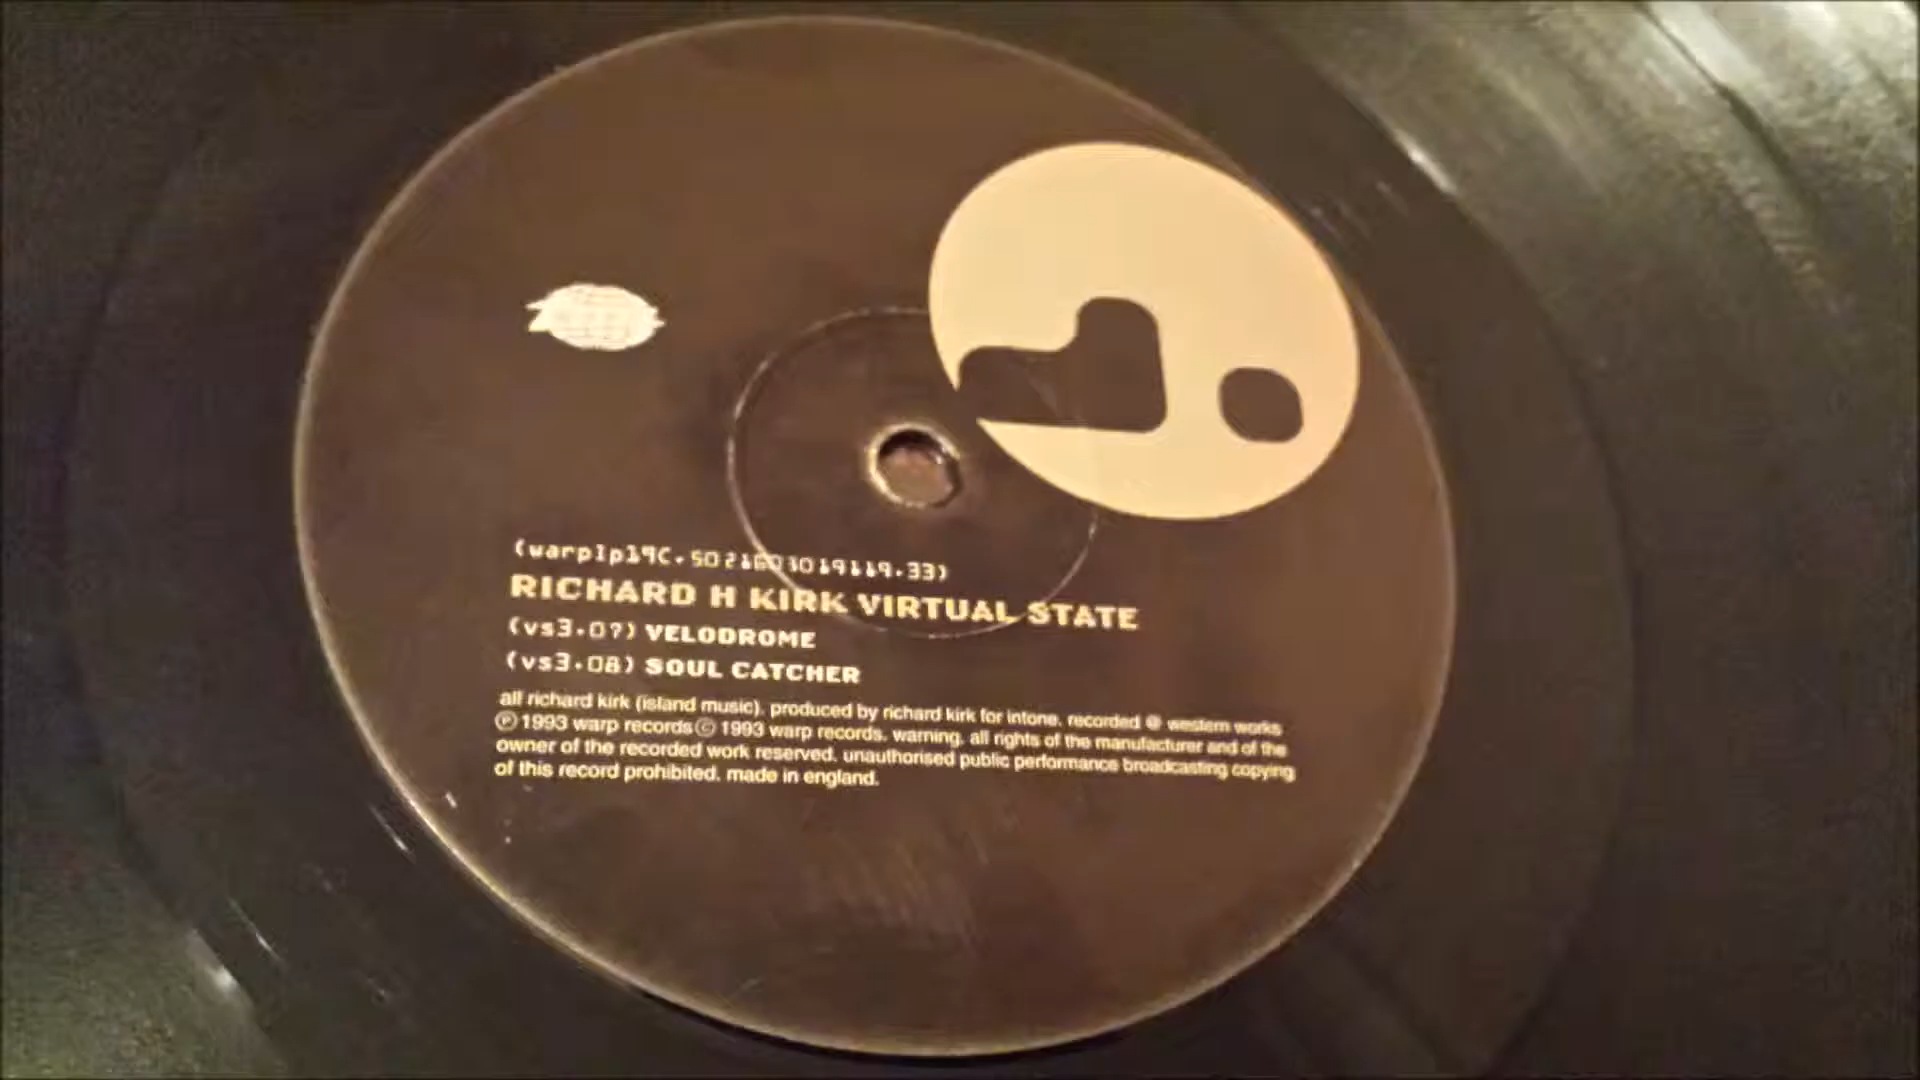 (warplp19C.5021603019119.33)
RICHARD H KIRK VIRTUAL STATE
(vs3.07) VELODROME
(vs3.08) SOUL CATCHER
all richard kirk (island music). produced by richard kirk for intone. recorded @ western works
℗ 1993 warp records © 1993 warp records. warning. all rights of the manufacturer and of the
owner of the recorded work reserved. unauthorised public performance broadcasting copying
of this record prohibited. made in england.